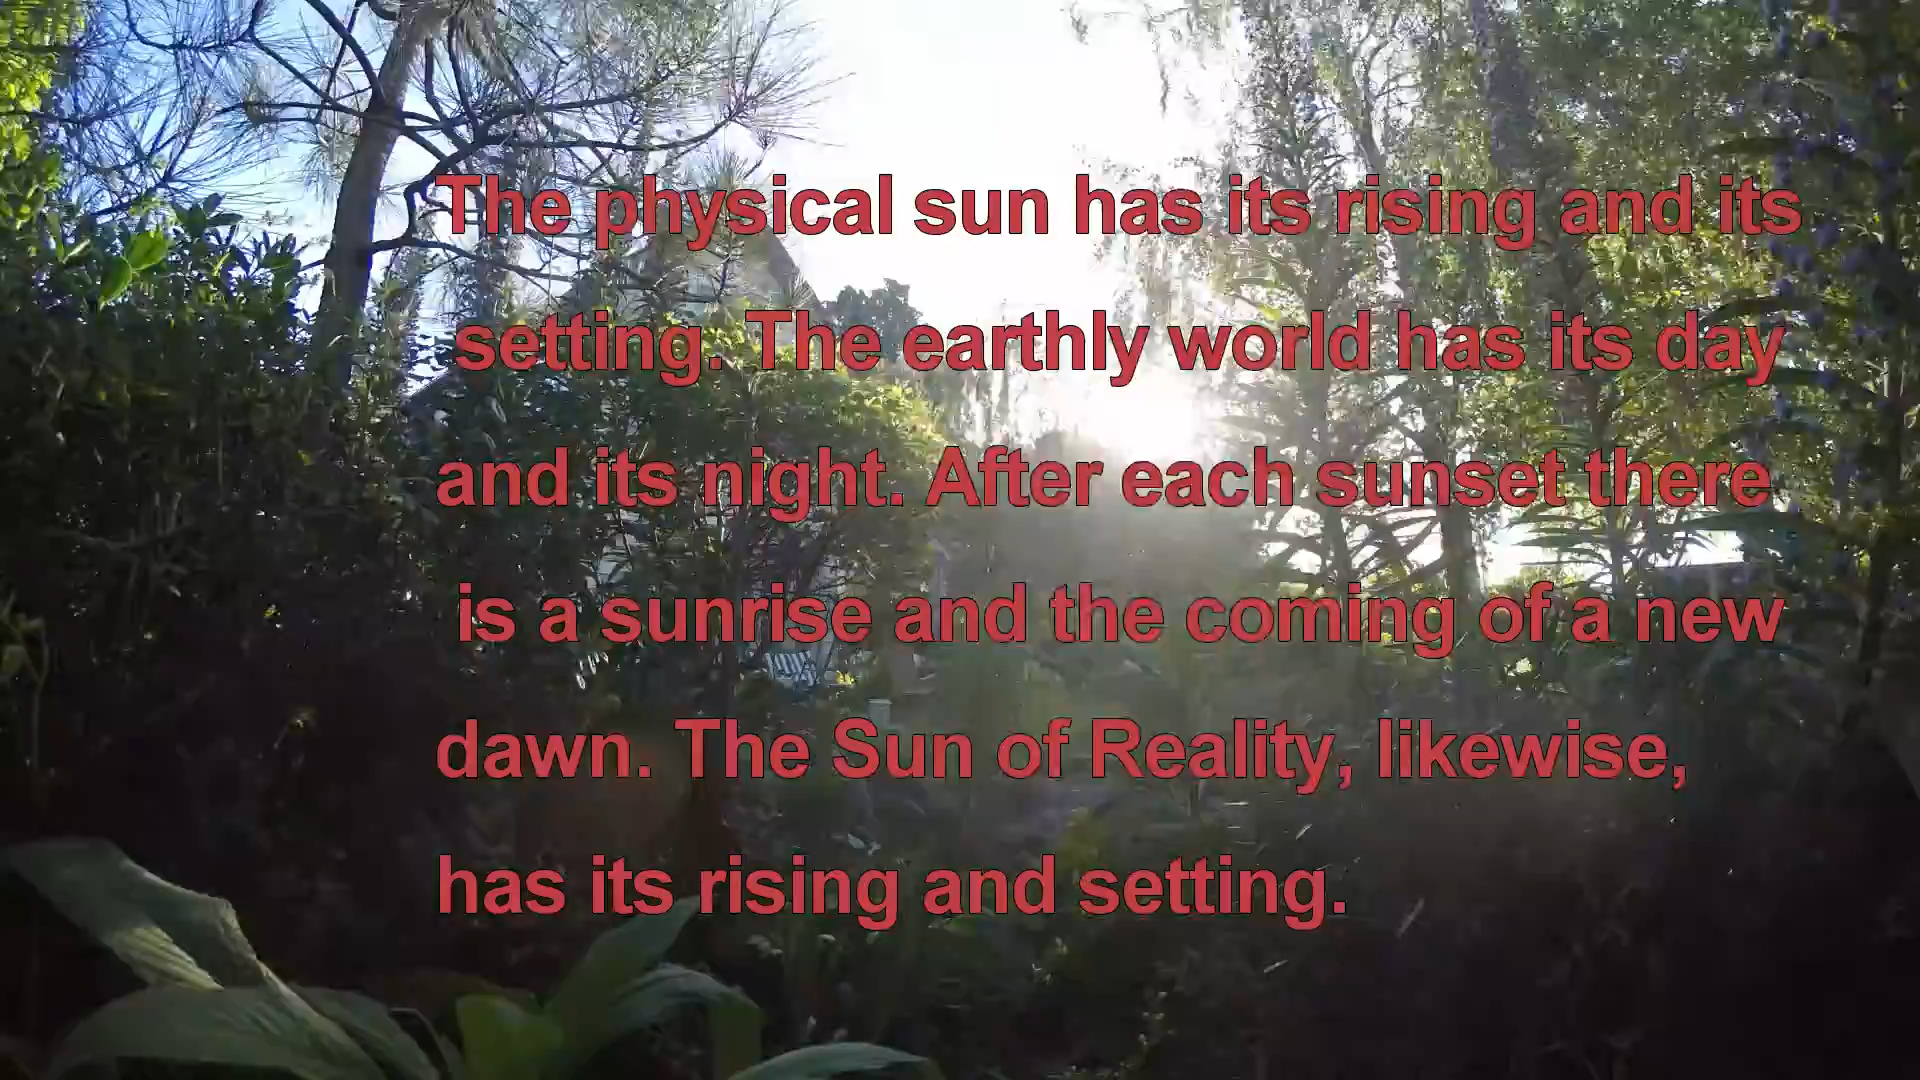 The physical sun has its rising and its
setting. The earthly world has its day
and its night. After each sunset there
is a sunrise and the coming of a new
dawn. The Sun of Reality, likewise,
has its rising and setting.